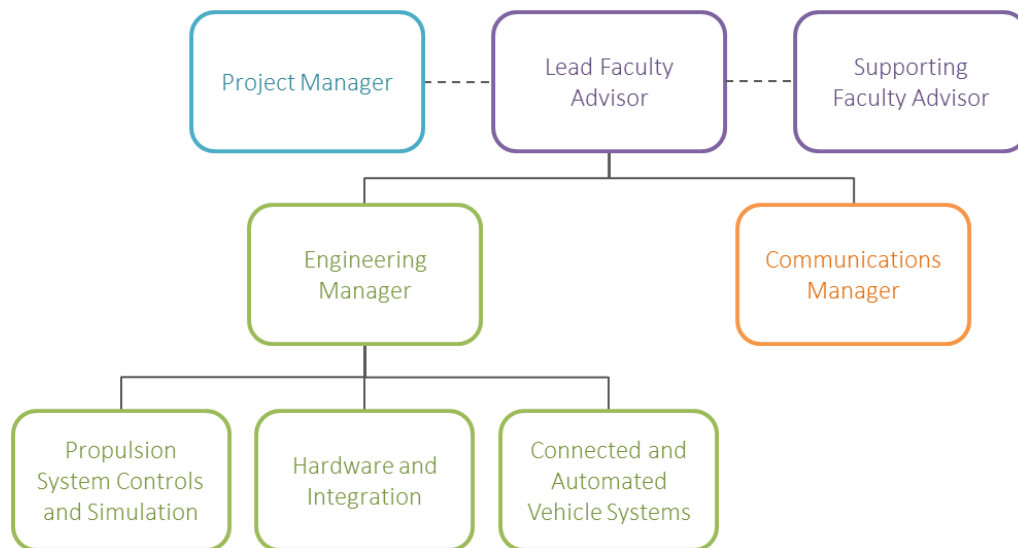 Project Manager
Lead Faculty
Advisor
Supporting
Faculty Advisor
Engineering
Manager
Communications
Manager
Propulsion
System Controls
and Simulation
Hardware and
Integration
Connected and
Automated
Vehicle Systems